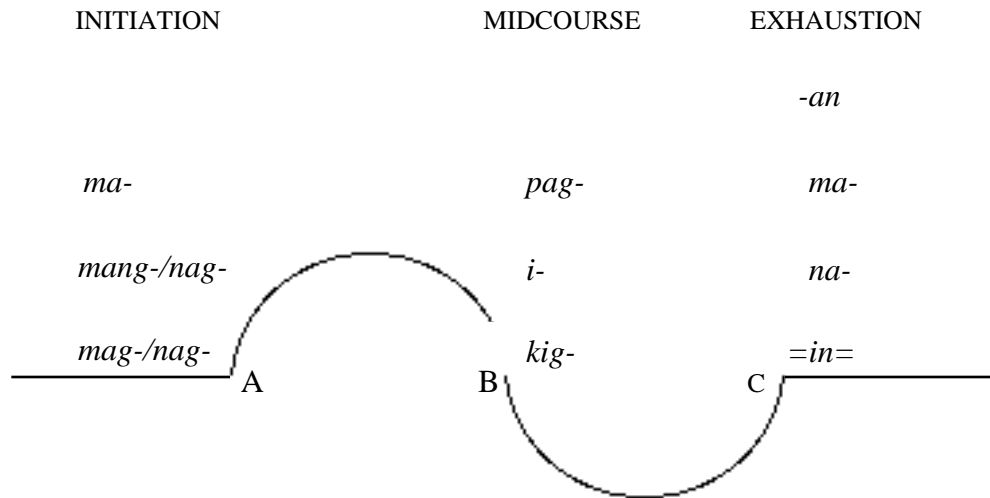 INITIATION MIDCOURSE EXHAUSTION
-an
ma- pag- ma-
mang-/nag- i- na-
mag-/nag- kig- =in=
A B C